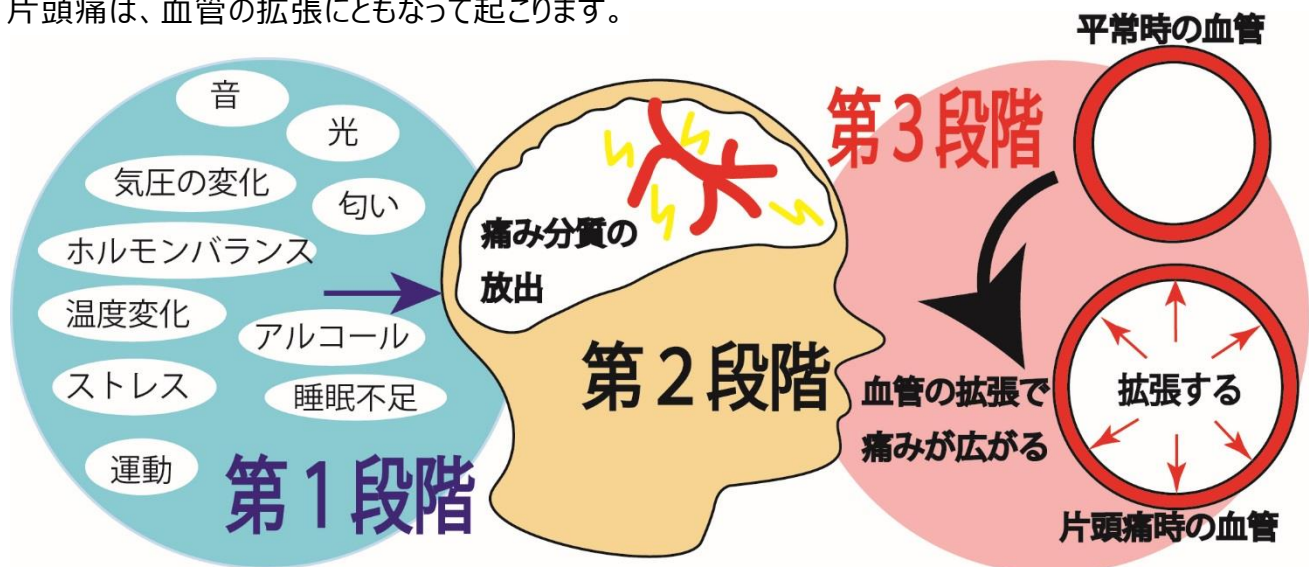 片頭痛は、血管の拡張にともなって起こります。
音
光
気圧の変化
匂い
ホルモンバランス
温度変化
アルコール
ストレス
睡眠不足
運動
第1段階
痛み分質の
放出
第2段階
第3段階
平常時の血管
血管の拡張で
痛みが広がる
拡張する
片頭痛時の血管